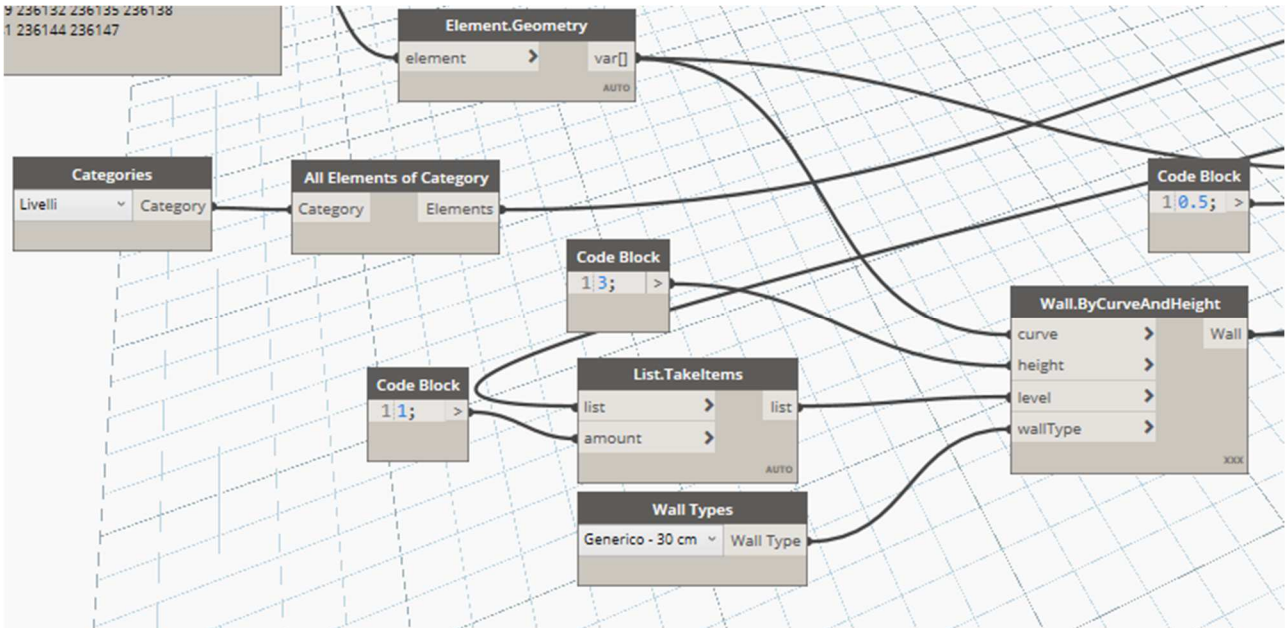 9 236132 236135 236138
1 236144 236147
Element.Geometry
element > var[]
AUTO
Categories
Livelli Category
All Elements of Category
Category Elements
Code Block
1 0.5; >
Code Block
1 3; >
Wall.ByCurveAndHeight
curve > Wall
height >
level >
wallType >
XXX
Code Block
1 1; >
List.TakeItems
list > list
amount >
AUTO
Wall Types
Generico - 30 cm Wall Type